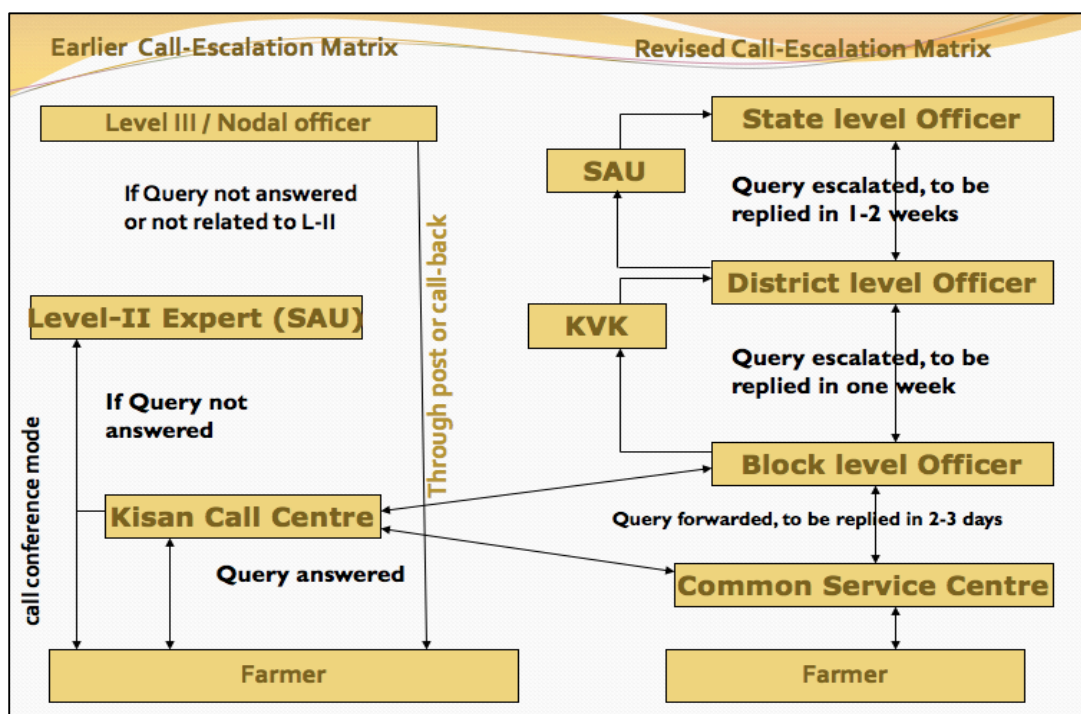 Earlier Call-Escalation Matrix
Level III / Nodal officer
If Query not answered
or not related to L-II
Through post or call-back
Level-II Expert (SAU)
If Query not
answered
call conference mode
Kisan Call Centre
Query answered
Farmer
Revised Call-Escalation Matrix
State level Officer
SAU
Query escalated, to be
replied in 1-2 weeks
District level Officer
KVK
Query escalated, to be
replied in one week
Block level Officer
Query forwarded, to be replied in 2-3 days
Common Service Centre
Farmer